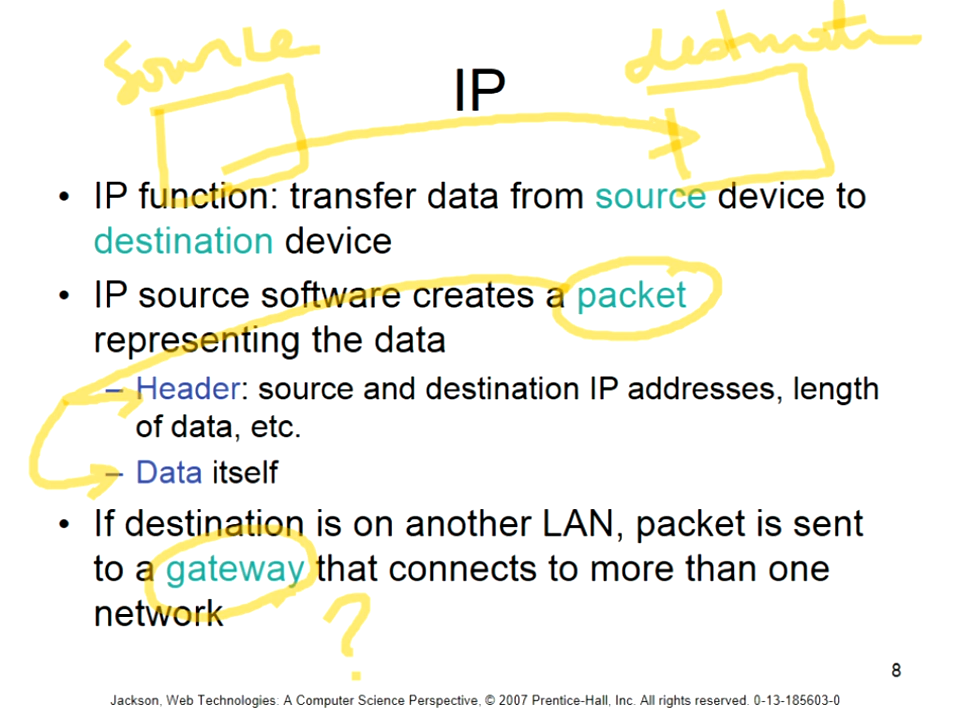 source
destination
IP
• IP function: transfer data from source device to
destination device
• IP source software creates a packet
representing the data
– Header: source and destination IP addresses, length
of data, etc.
– Data itself
• If destination is on another LAN, packet is sent
to a gateway that connects to more than one
network
?
8
Jackson, Web Technologies: A Computer Science Perspective, © 2007 Prentice-Hall, Inc. All rights reserved. 0-13-185603-0